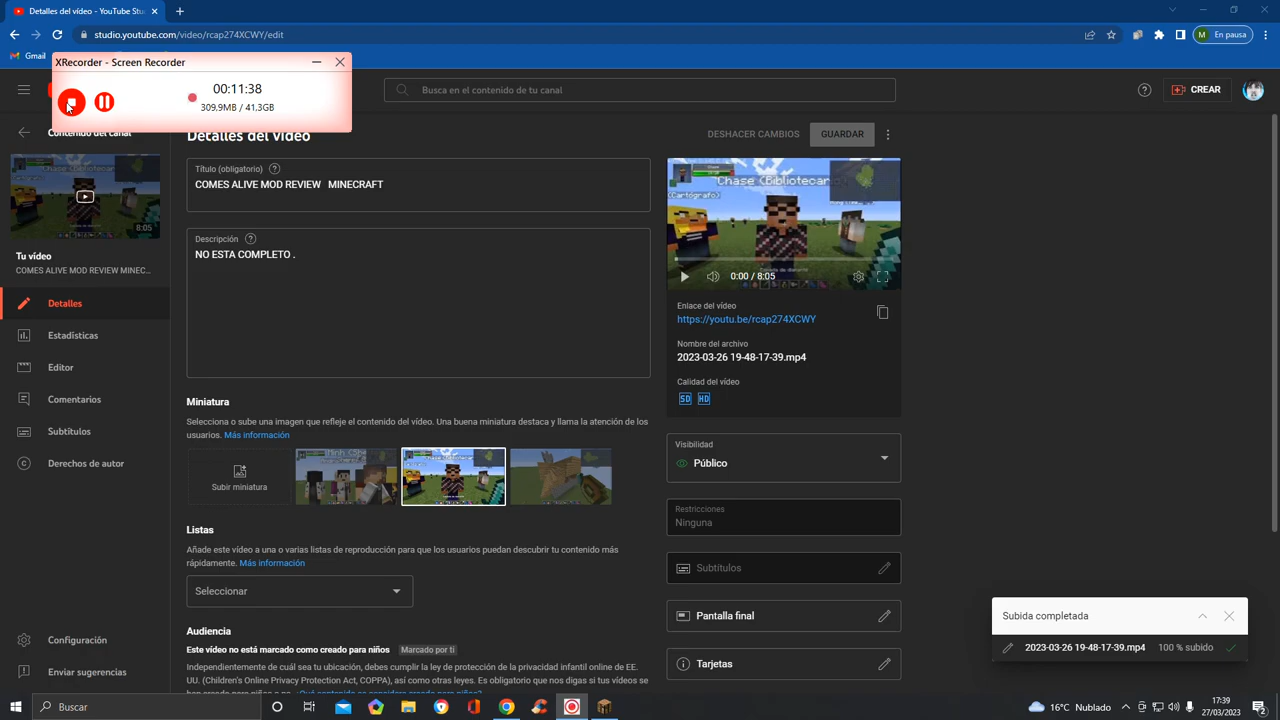 Detalles del vídeo - YouTube Stu
studio.youtube.com/video/rcap274XCWY/edit
M
En pausa
Gmail
XRecorder - Screen Recorder
00:11:38
309,9MB / 41,3GB
Busca en el contenido de tu canal
CREAR
Contenido del canal
Detalles del vídeo
DESHACER CAMBIOS
GUARDAR
8:05
Tu vídeo
COMES ALIVE MOD REVIEW MINEC...
Detalles
Estadísticas
Editor
Comentarios
Subtítulos
Derechos de autor
Configuración
Enviar sugerencias
Título (obligatorio)
COMES ALIVE MOD REVIEW MINECRAFT
Descripción
NO ESTA COMPLETO .
Miniatura
Selecciona o sube una imagen que refleje el contenido del vídeo. Una buena miniatura destaca y llama la atención de los
usuarios. Más información
Subir miniatura
Listas
Añade este vídeo a una o varias listas de reproducción para que los usuarios puedan descubrir tu contenido más
rápidamente. Más información
Seleccionar
Audiencia
Este vídeo no está marcado como creado para niños Marcado por ti
Independientemente de cuál sea tu ubicación, debes cumplir la ley de protección de la privacidad infantil online de EE.
UU. (Children's Online Privacy Protection Act, COPPA), así como otras leyes. Es obligatorio que nos digas si tus vídeos
Chase (Bibliotecar
(Cartógrafo)
0:00 / 8:05
Enlace del vídeo
https://youtu.be/rcap274XCWY
Nombre del archivo
2023-03-26 19-48-17-39.mp4
Calidad del vídeo
SD HD
Visibilidad
Público
Restricciones
Ninguna
Subtítulos
Pantalla final
Tarjetas
Subida completada
2023-03-26 19-48-17-39.mp4 100 % subido
Buscar
16°C Nublado
17:39
27/03/2023